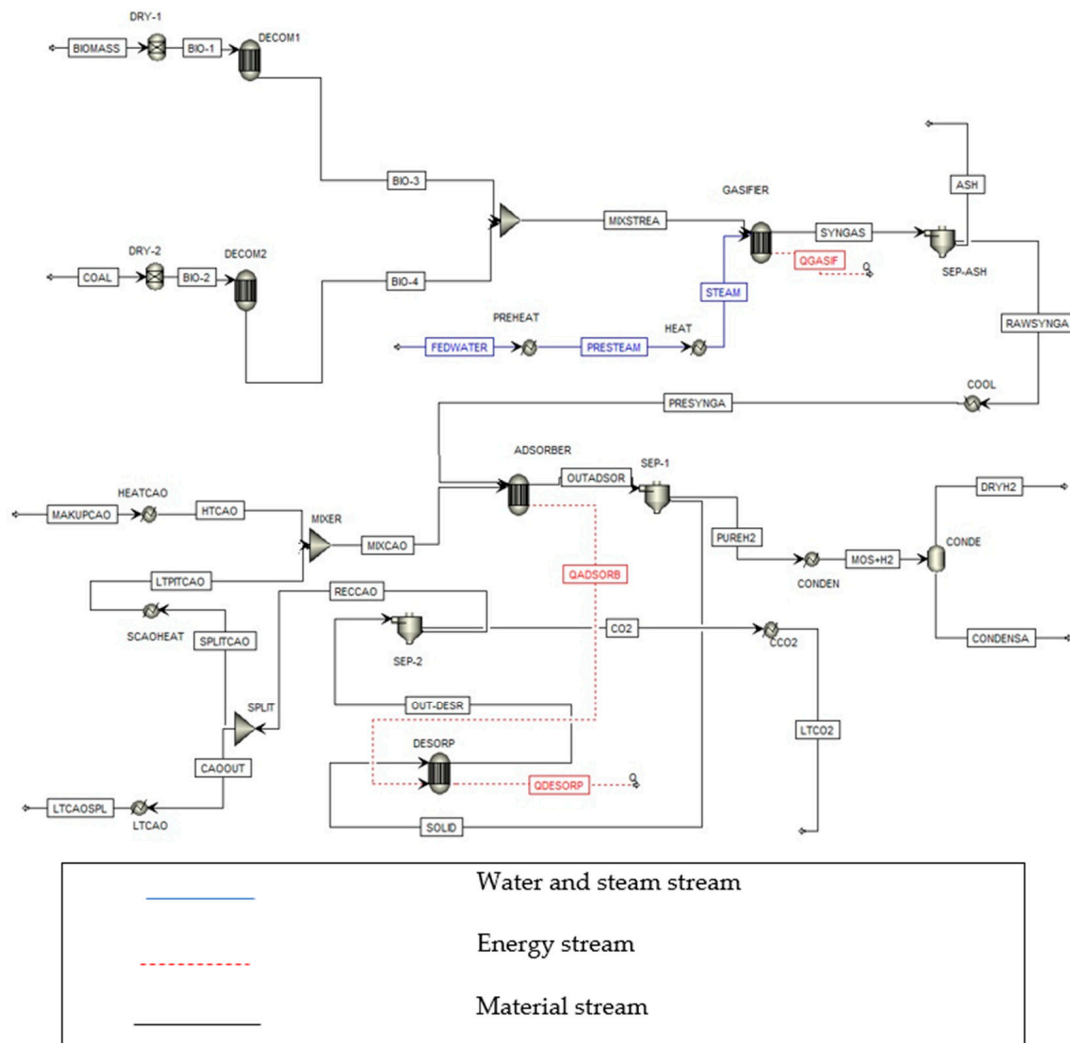 DRY-1
BIOMASS
BIO-1
DECOM1
BIO-3
GASIFIER
ASH
MIXSTREA
SYNGAS
DRY-2
DECOM2
COAL
BIO-2
BIO-4
QGASIF
Q
SEP-ASH
STEAM
PREHEAT
HEAT
RAWSYNGA
FEDWATER
PRESTEAM
COOL
PRESYNGA
ADSORBER
SEP-1
OUTADSOR
DRYH2
HEATCAO
MAKUPCAO
HTCAO
MIXER
MIXCAO
PUREH2
CONDE
MOS+H2
CONDEN
QADSORB
LTPITCAO
RECCAO
SCAOHEAT
SPLITCAO
SEP-2
CO2
CCO2
CONDENSA
OUT-DESR
SPLIT
LTCO2
DESORP
CAOOUT
QDESORP
Q
LTCAOSPL
LTCAO
SOLID
Water and steam stream
Energy stream
Material stream